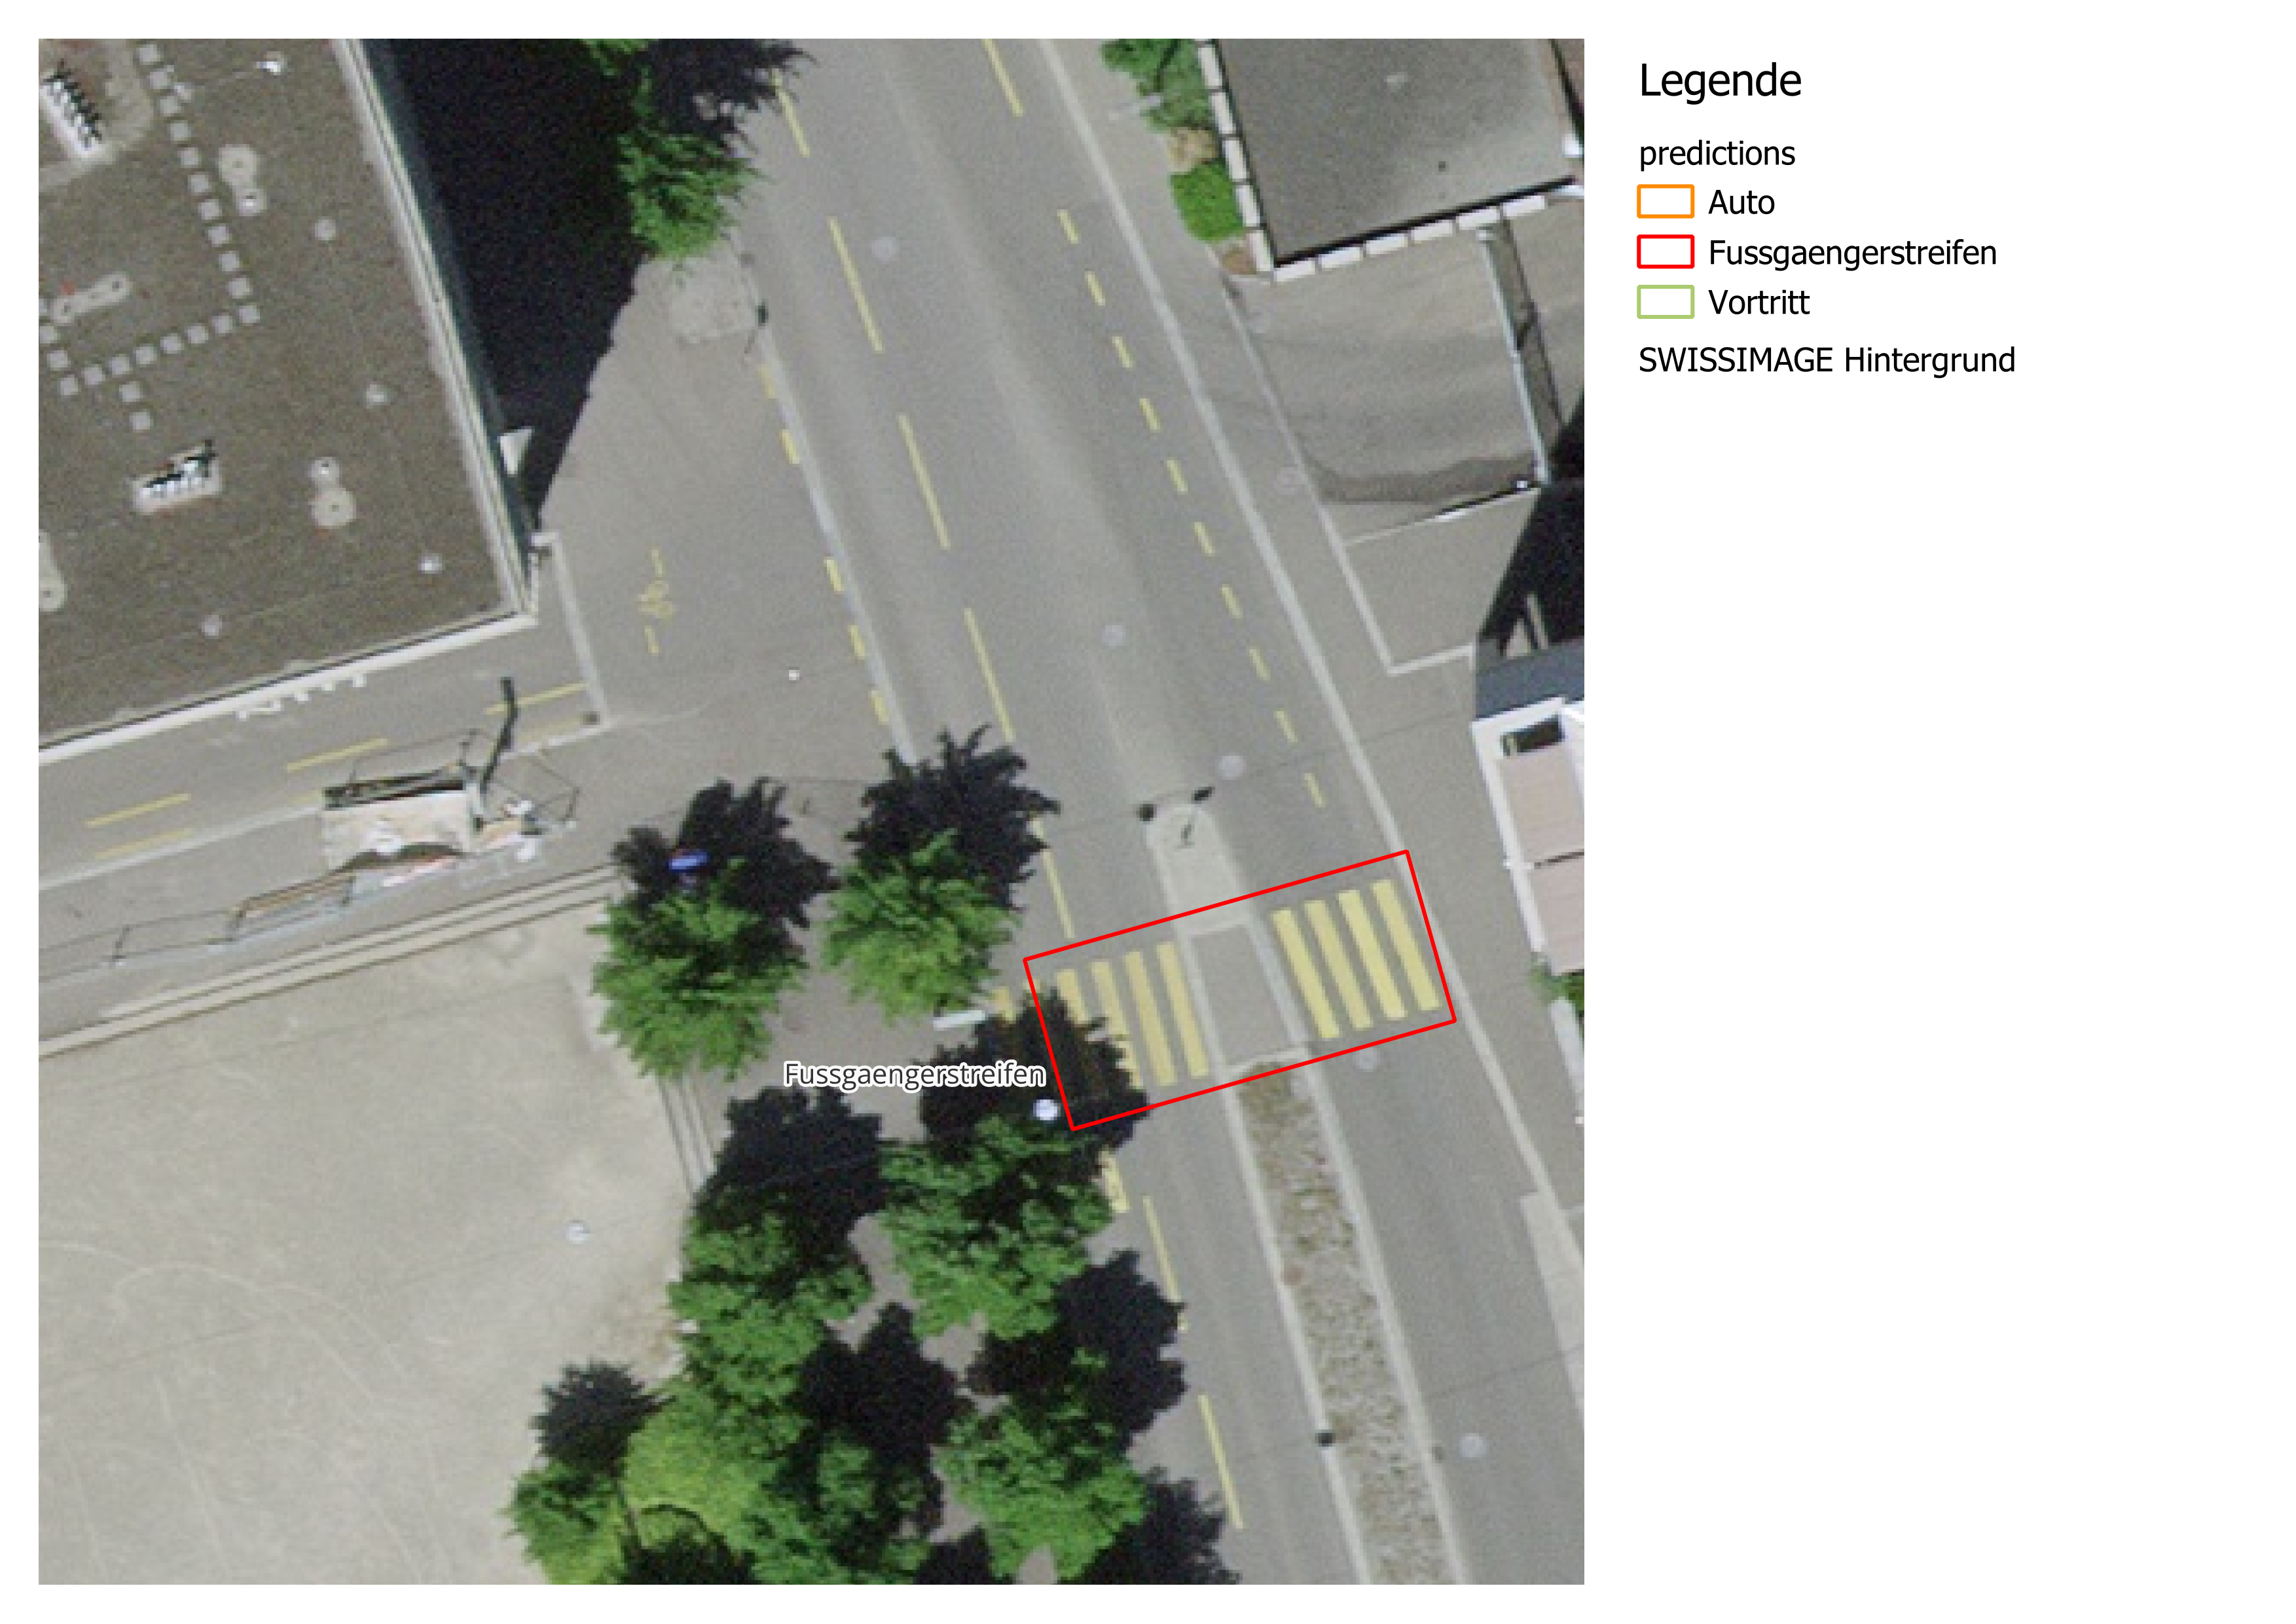 Legende
predictions
Auto
Fussgaengerstreifen
Vortritt
SWISSIMAGE Hintergrund
Fussgaengerstreifen